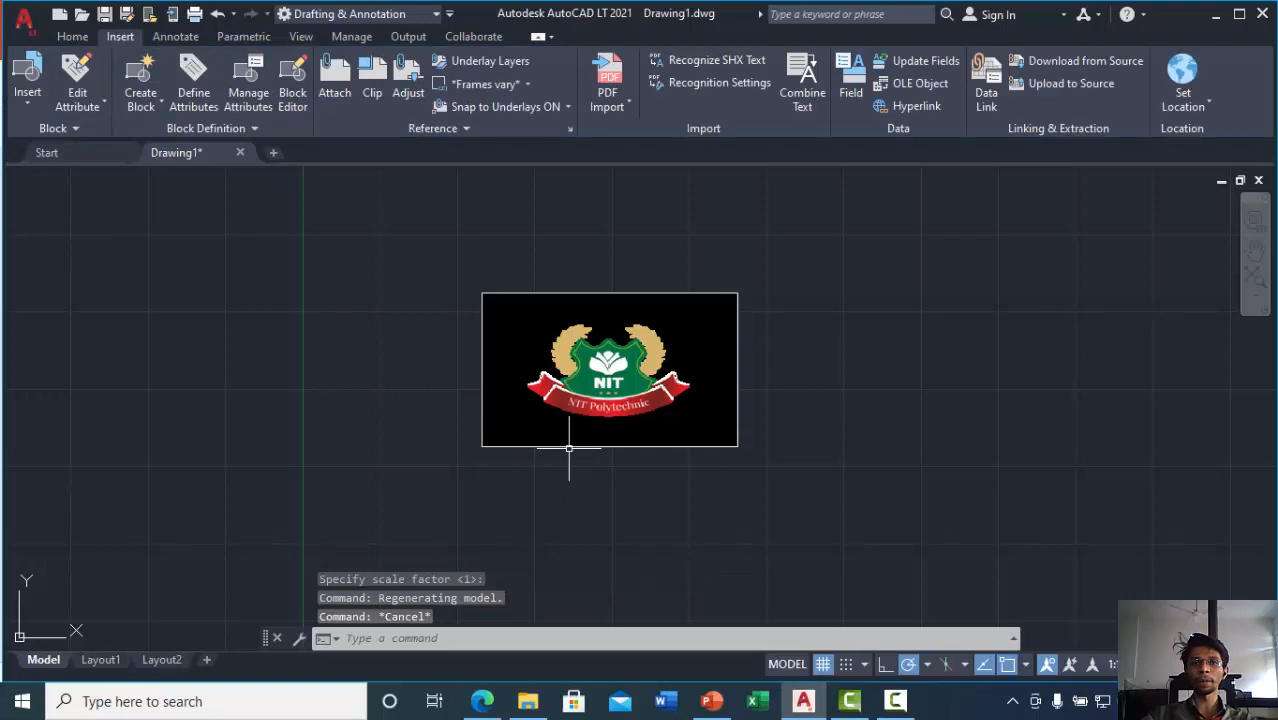 Drafting & Annotation Autodesk AutoCAD LT 2021 Drawing1.dwg Type a keyword or phrase Sign In
Home Insert Annotate Parametric View Manage Output Collaborate
Insert Edit Attribute Create Block Define Attributes Manage Attributes Block Editor Attach Clip Adjust PDF Import Combine Text Field Data Link Set Location
Underlay Layers
*Frames vary*
Snap to Underlays ON
Recognize SHX Text
Recognition Settings
Update Fields
OLE Object
Hyperlink
Download from Source
Upload to Source
Block Block Definition Reference Import Data Linking & Extraction Location
Start Drawing1*
NIT
NIT Polytechnic
Y
X
Specify scale factor <1>:
Command: Regenerating model.
Command: *Cancel*
Type a command
Model Layout1 Layout2 MODEL
Type here to search